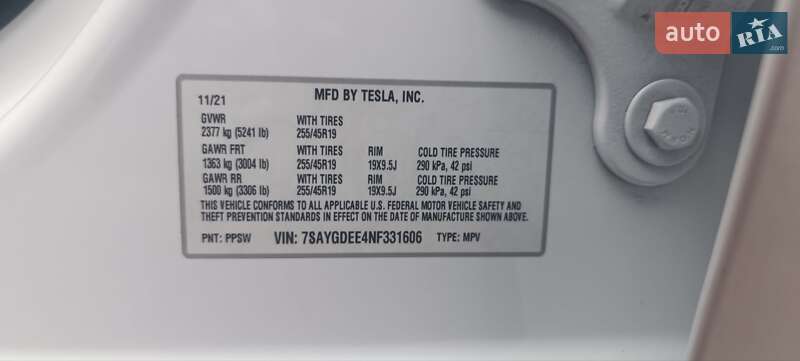 auto RIA
MFD BY TESLA, INC.
11/21
GVWR WITH TIRES
2377 kg (5241 lb) 255/45R19
GAWR FRT WITH TIRES RIM COLD TIRE PRESSURE
1363 kg (3004 lb) 255/45R19 19X9.5J 290 kPa, 42 psi
GAWR RR WITH TIRES RIM COLD TIRE PRESSURE
1500 kg (3306 lb) 255/45R19 19X9.5J 290 kPa, 42 psi
THIS VEHICLE CONFORMS TO ALL APPLICABLE U.S. FEDERAL MOTOR VEHICLE SAFETY AND
THEFT PREVENTION STANDARDS IN EFFECT ON THE DATE OF MANUFACTURE SHOWN ABOVE.
PNT: PPSW VIN: 7SAYGDEE4NF331606 TYPE: MPV